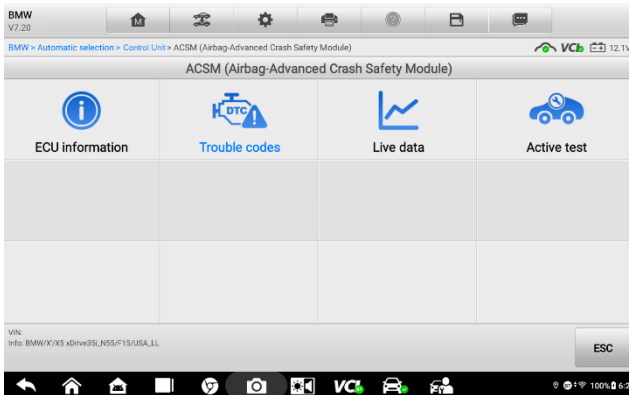 BMW
V7.20
M
BMW > Automatic selection > Control Unit > ACSM (Airbag-Advanced Crash Safety Module)
VCI 12.1V
ACSM (Airbag-Advanced Crash Safety Module)
DTC
ECU information
Trouble codes
Live data
Active test
VIN:
Info: BMW/X'/X5 xDrive35i_N55/F15/USA_LL
ESC
VCI
100% 6:2